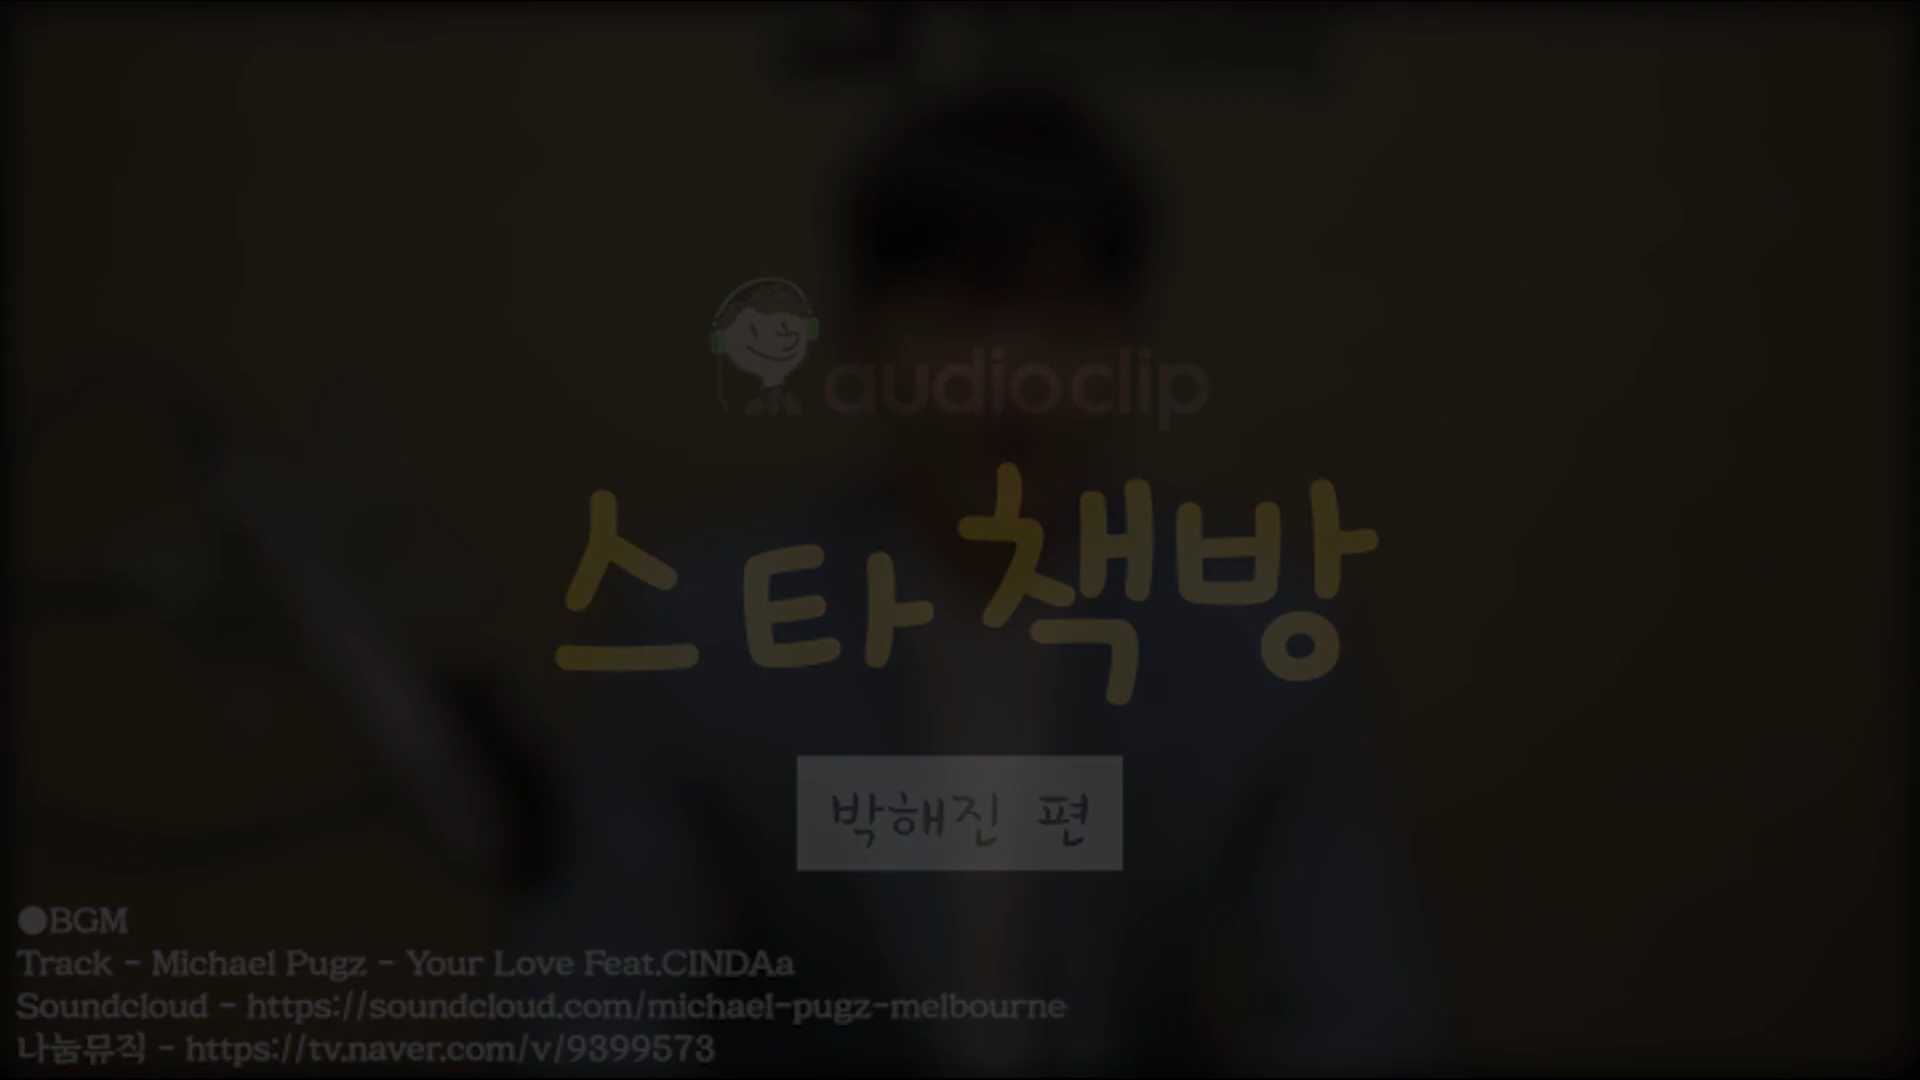 audioclip
스타책방
박해진 편
●BGM
Track - Michael Pugz - Your Love Feat.CINDAa
Soundcloud - https://soundcloud.com/michael-pugz-melbourne
나눔뮤직 - https://tv.naver.com/v/9399573